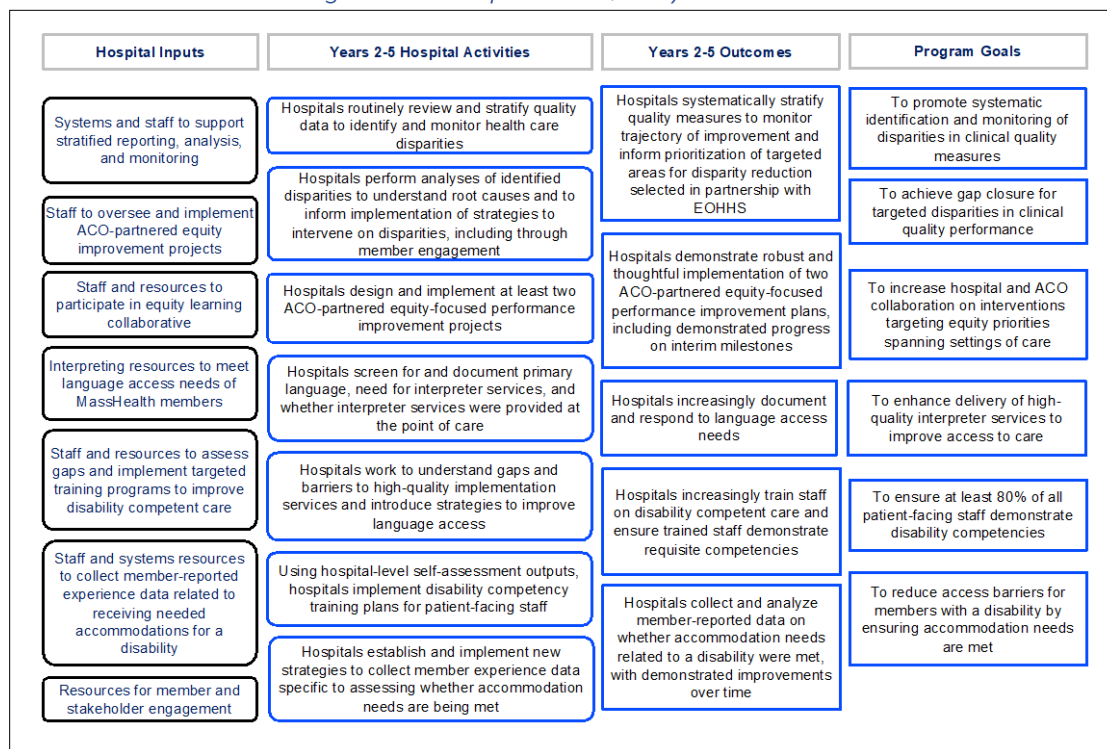 Hospital Inputs
Years 2-5 Hospital Activities
Years 2-5 Outcomes
Program Goals
Systems and staff to support
stratified reporting, analysis,
and monitoring
Staff to oversee and implement
ACO-partnered equity
improvement projects
Staff and resources to
participate in equity learning
collaborative
Interpreting resources to meet
language access needs of
MassHealth members
Staff and resources to assess
gaps and implement targeted
training programs to improve
disability competent care
Staff and systems resources
to collect member-reported
experience data related to
receiving needed
accommodations for a
disability
Resources for member and
stakeholder engagement
Hospitals routinely review and stratify quality
data to identify and monitor health care
disparities
Hospitals perform analyses of identified
disparities to understand root causes and to
inform implementation of strategies to
intervene on disparities, including through
member engagement
Hospitals design and implement at least two
ACO-partnered equity-focused performance
improvement projects
Hospitals screen for and document primary
language, need for interpreter services, and
whether interpreter services were provided at
the point of care
Hospitals work to understand gaps and
barriers to high-quality implementation
services and introduce strategies to improve
language access
Using hospital-level self-assessment outputs,
hospitals implement disability competency
training plans for patient-facing staff
Hospitals establish and implement new
strategies to collect member experience data
specific to assessing whether accommodation
needs are being met
Hospitals systematically stratify
quality measures to monitor
trajectory of improvement and
inform prioritization of targeted
areas for disparity reduction
selected in partnership with
EOHHS
Hospitals demonstrate robust and
thoughtful implementation of two
ACO-partnered equity-focused
performance improvement plans,
including demonstrated progress
on interim milestones
Hospitals increasingly document
and respond to language access
needs
Hospitals increasingly train staff
on disability competent care and
ensure trained staff demonstrate
requisite competencies
Hospitals collect and analyze
member-reported data on
whether accommodation needs
related to a disability were met,
with demonstrated improvements
over time
To promote systematic
identification and monitoring of
disparities in clinical quality
measures
To achieve gap closure for
targeted disparities in clinical
quality performance
To increase hospital and ACO
collaboration on interventions
targeting equity priorities
spanning settings of care
To enhance delivery of high-
quality interpreter services to
improve access to care
To ensure at least 80% of all
patient-facing staff demonstrate
disability competencies
To reduce access barriers for
members with a disability by
ensuring accommodation needs
are met